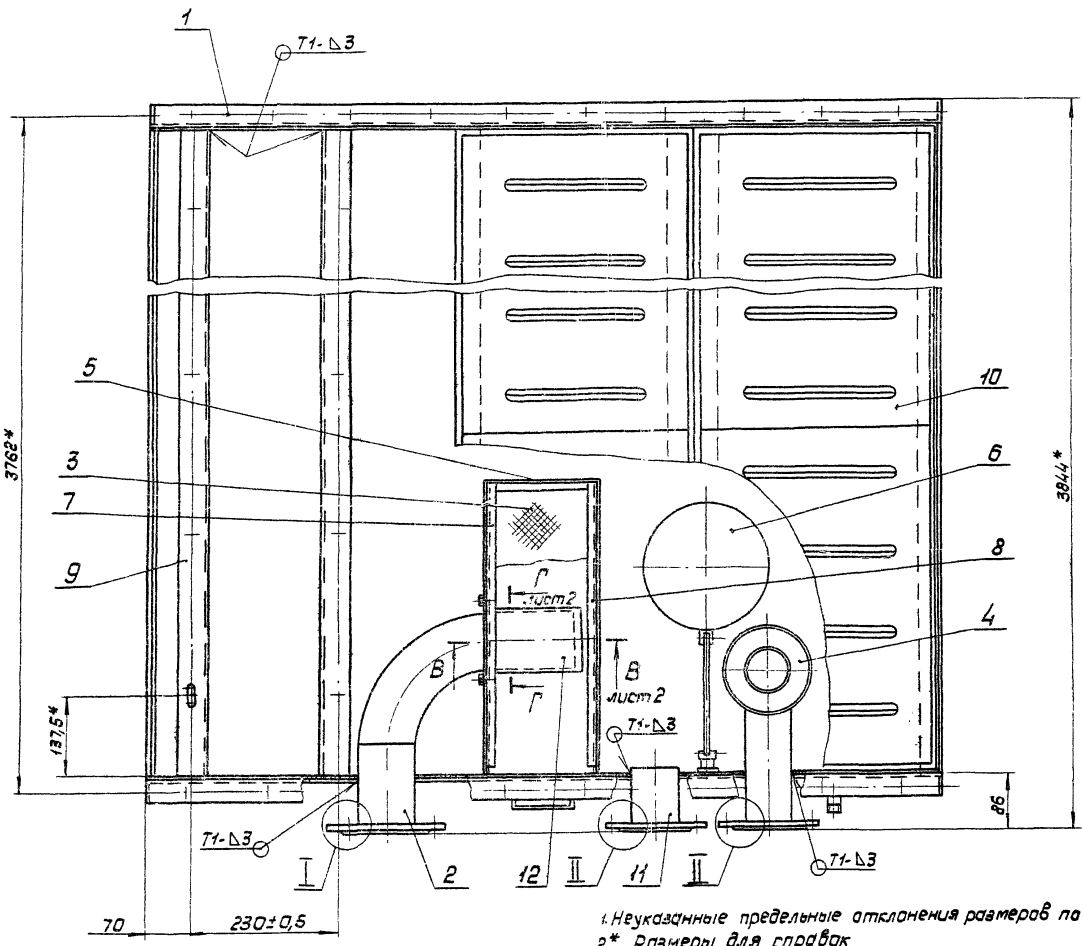 1
Т1-△3
5
3
7
9
10
6
8
4
3762*
3844*
Г
лист 2
В
В
лист 2
Г
137,5*
Т1-△3
86
Т1-△3
I
2
12
II
11
II
Т1-△3
70
230±0,5
1. Неуказанные предельные отклонения размеров по
2* Размеры для справок